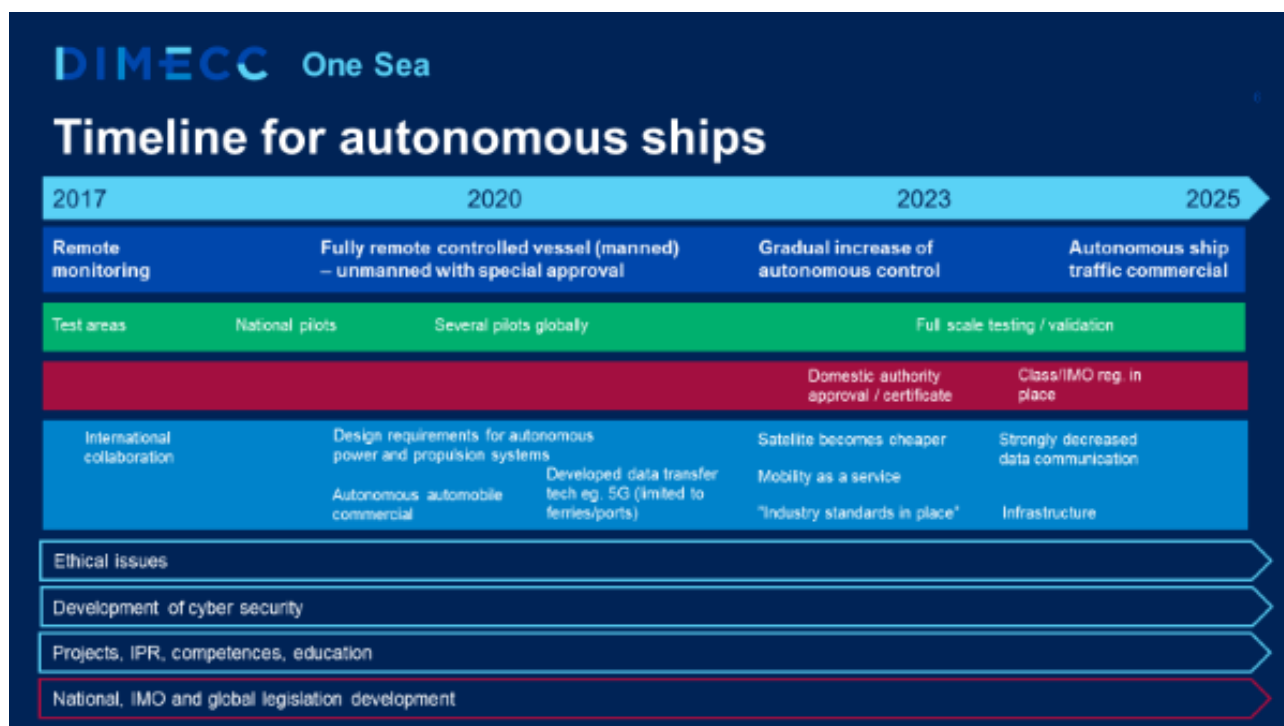 DIMECC One Sea
Timeline for autonomous ships
2017 2020 2023 2025
Remote monitoring
Fully remote controlled vessel (manned)
– unmanned with special approval
Gradual increase of
autonomous control
Autonomous ship
traffic commercial
Test areas National pilots Several pilots globally Full scale testing / validation
Domestic authority
approval / certificate
Class/IMO reg. in
place
International
collaboration
Design requirements for autonomous
power and propulsion systems
Autonomous automobile
commercial
Developed data transfer
tech eg. 5G (limited to
ferries/ports)
Satellite becomes cheaper
Mobility as a service
"Industry standards in place"
Strongly decreased
data communication
Infrastructure
Ethical issues
Development of cyber security
Projects, IPR, competences, education
National, IMO and global legislation development